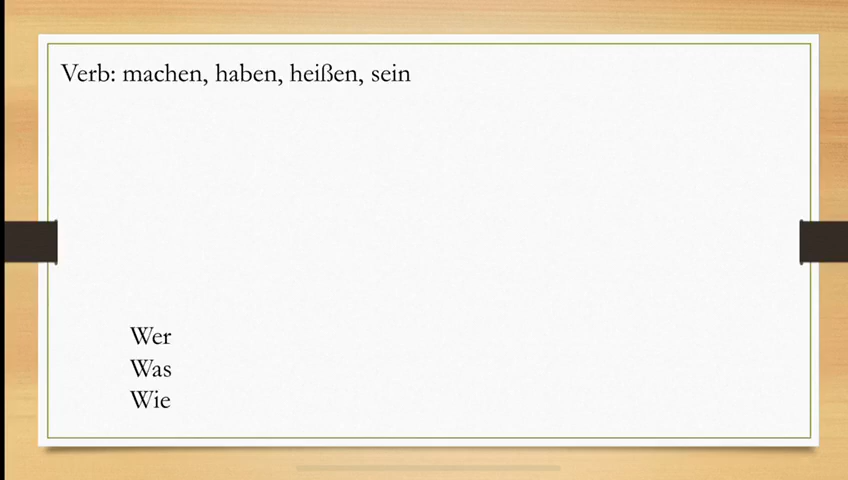 Verb: machen, haben, heißen, sein
Wer
Was
Wie